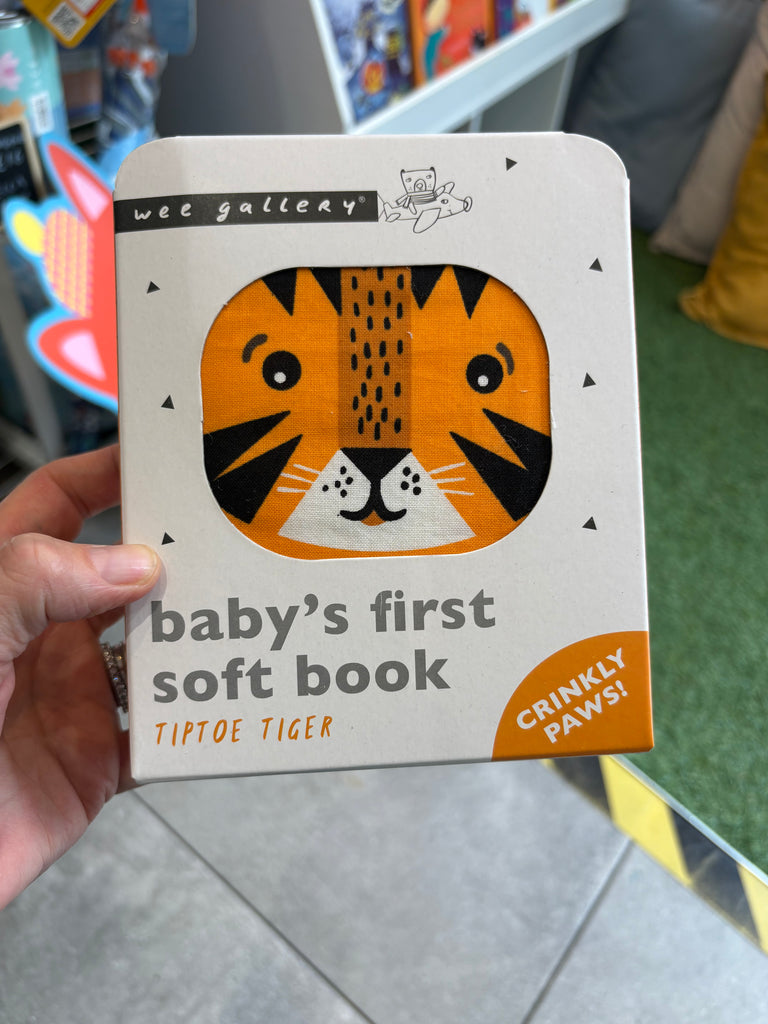 wee gallery®
baby's first
soft book
TIPTOE TIGER
CRINKLY
PAWS!